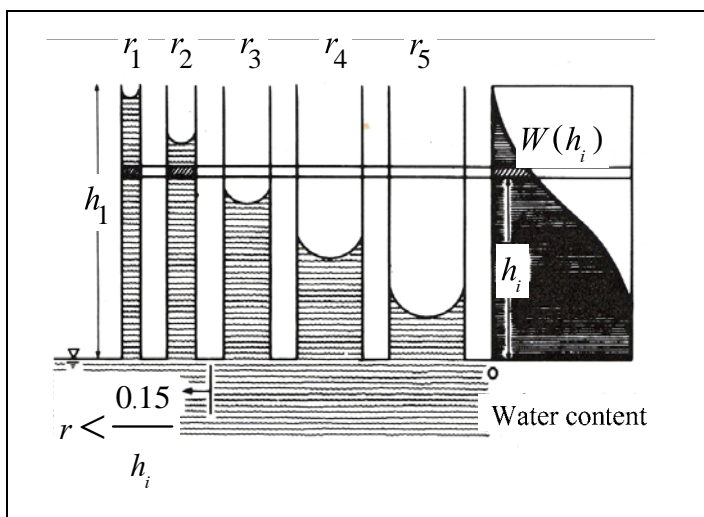 r₁ r₂ r₃ r₄ r₅
W(hᵢ)
h₁
hᵢ
0
r < 0.15 / hᵢ
Water content